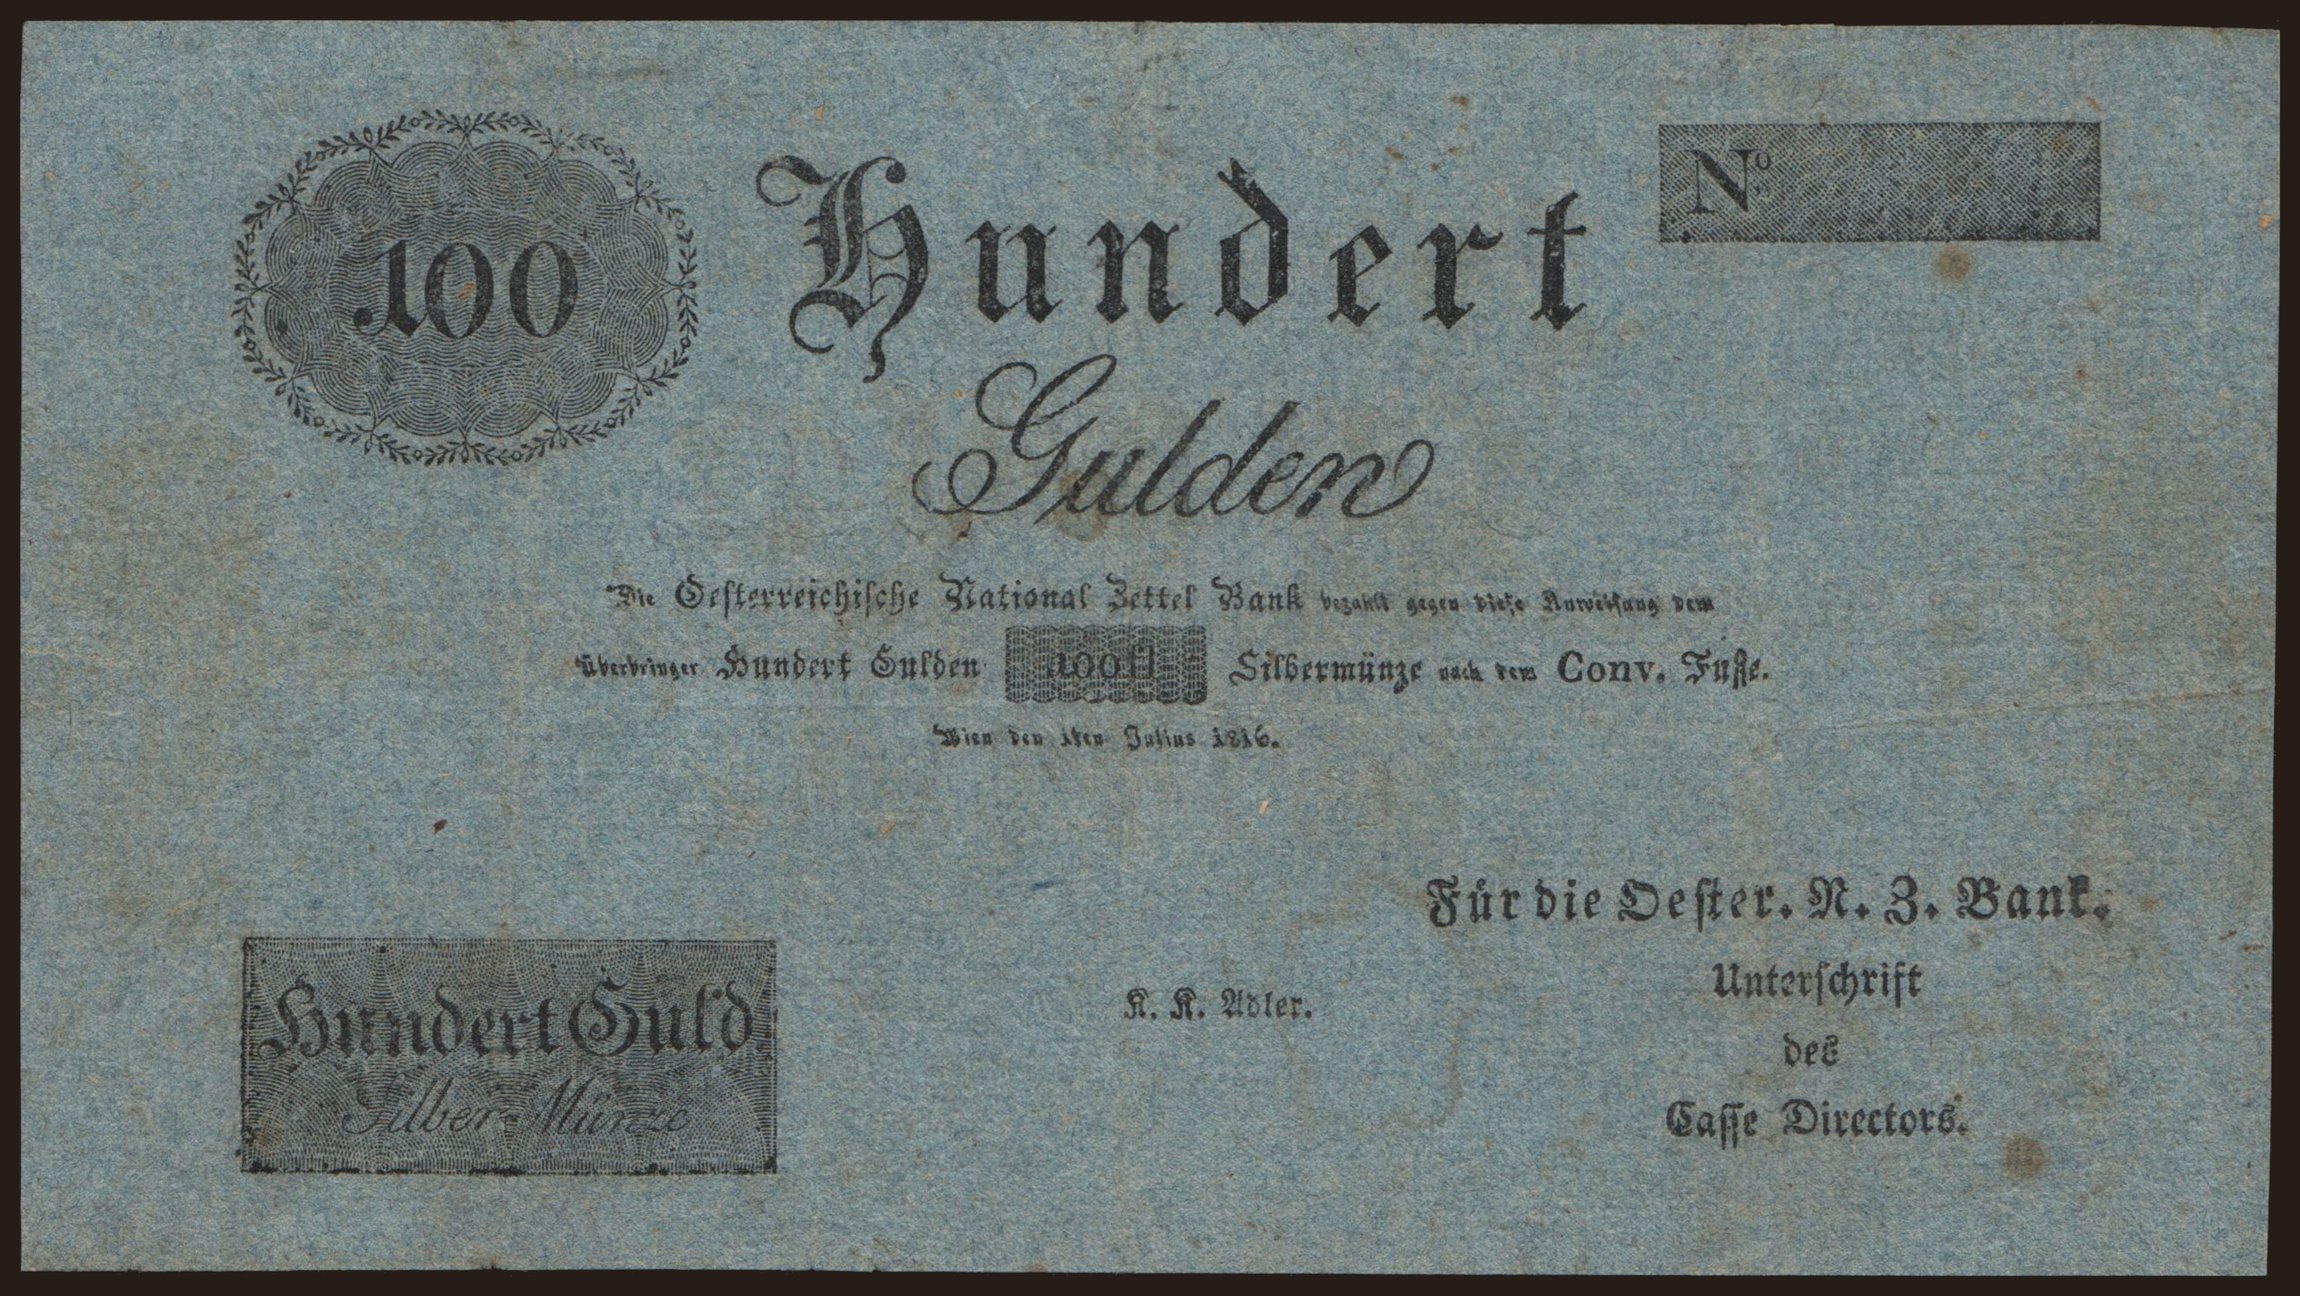 100
Hundert
Nº
Gulden
Die Oesterreichische National Zettel Bank bezahlt gegen diese Anweisung dem
Überbringer Hundert Gulden 100 fl Silbermünze nach dem Conv. Fuße.
Wien den 1ten Julius 1816.
Für die Oester. N. Z. Bank.
Unterschrift
des
Casse Directors.
K. K. Adler.
Hundert Guld
Silber-Münze